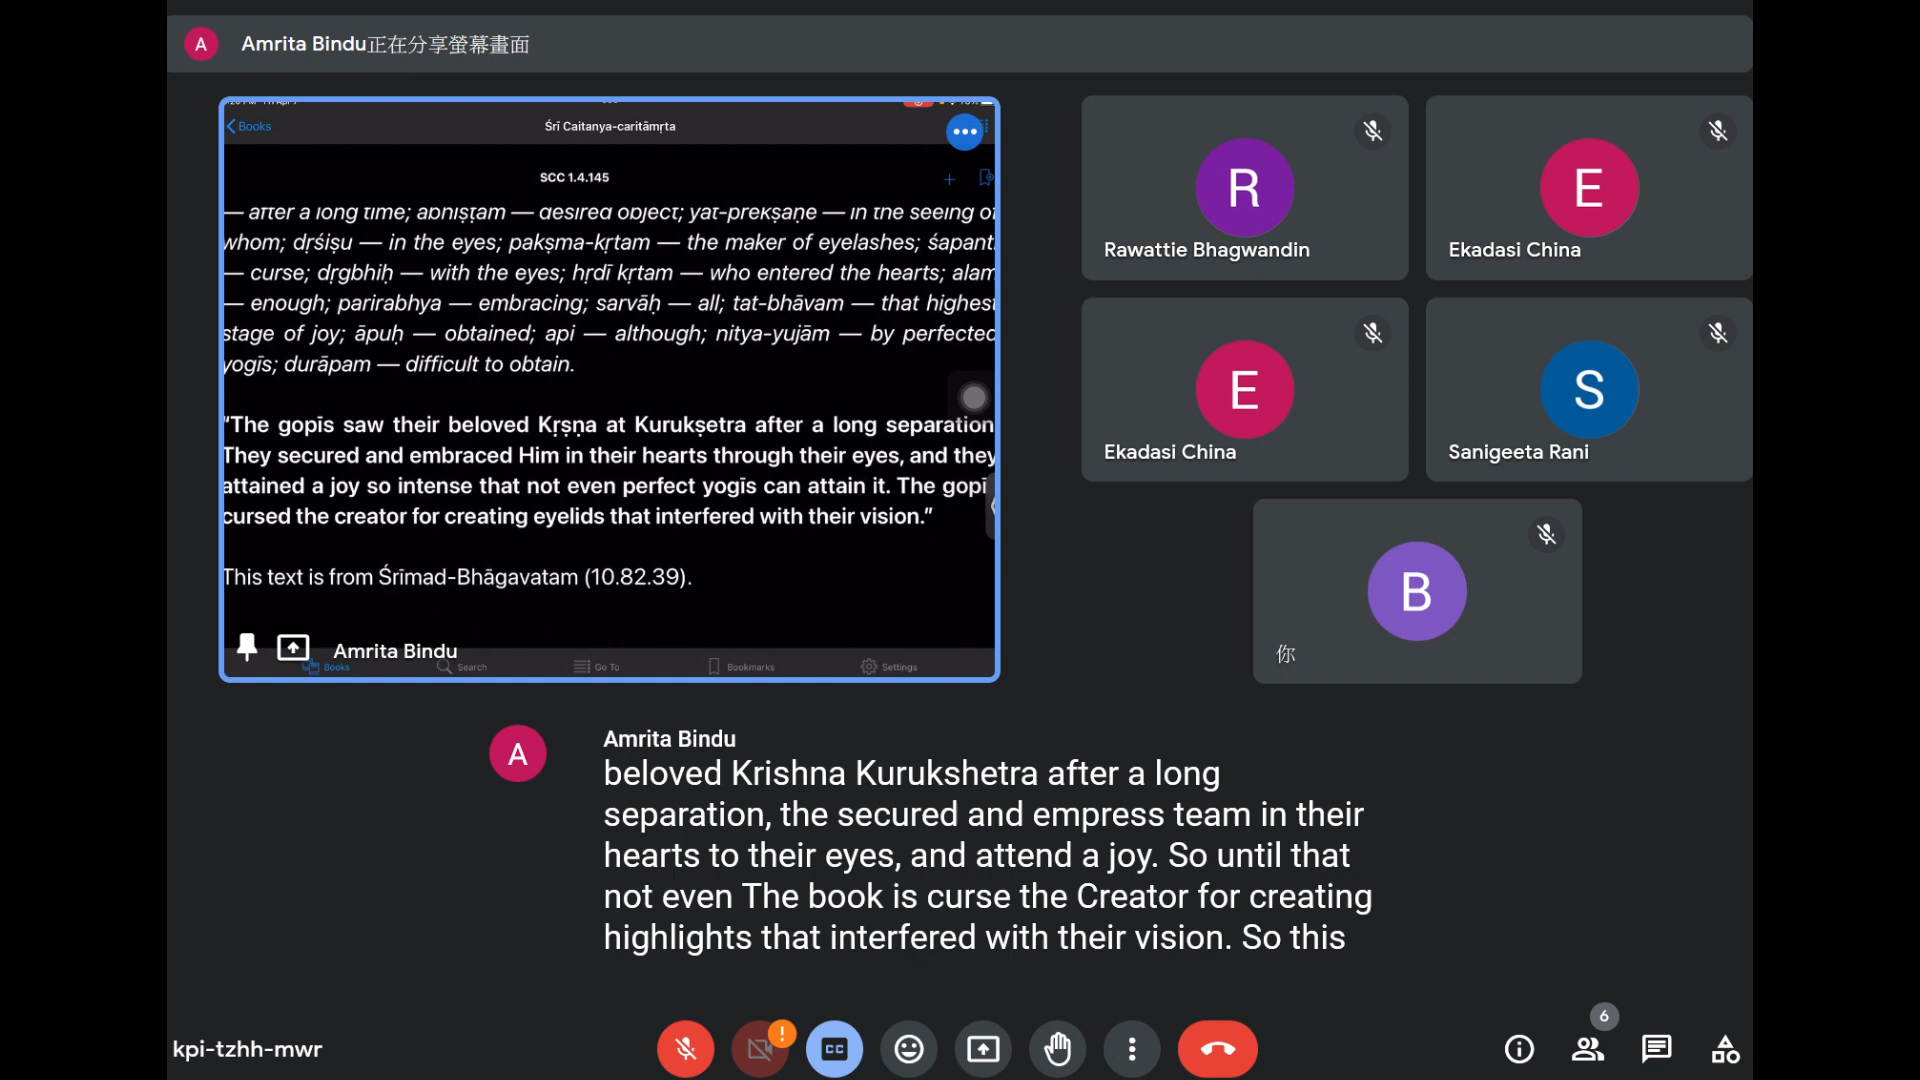 A Amrita Bindu正在分享螢幕畫面
Books
Śrī Caitanya-caritāmṛta
SCC 1.4.145
— after a long time; abhīṣṭam — desired object; yat-prekṣaṇe — in the seeing of
whom; dṛśiṣu — in the eyes; pakṣma-kṛtam — the maker of eyelashes; śapant
— curse; dṛgbhiḥ — with the eyes; hṛdī kṛtam — who entered the hearts; alam
— enough; parirabhya — embracing; sarvāḥ — all; tat-bhāvam — that highest
stage of joy; āpuḥ — obtained; api — although; nitya-yujām — by perfected
yogīs; durāpam — difficult to obtain.
“The gopīs saw their beloved Kṛṣṇa at Kurukṣetra after a long separation
They secured and embraced Him in their hearts through their eyes, and they
attained a joy so intense that not even perfect yogīs can attain it. The gopī
cursed the creator for creating eyelids that interfered with their vision.”
This text is from Śrīmad-Bhāgavatam (10.82.39).
Amrita Bindu
Books Search Go To Bookmarks Settings
R
Rawattie Bhagwandin
E
Ekadasi China
E
Ekadasi China
S
Sanigeeta Rani
B
你
A
Amrita Bindu
beloved Krishna Kurukshetra after a long
separation, the secured and empress team in their
hearts to their eyes, and attend a joy. So until that
not even The book is curse the Creator for creating
highlights that interfered with their vision. So this
kpi-tzhh-mwr
CC
6